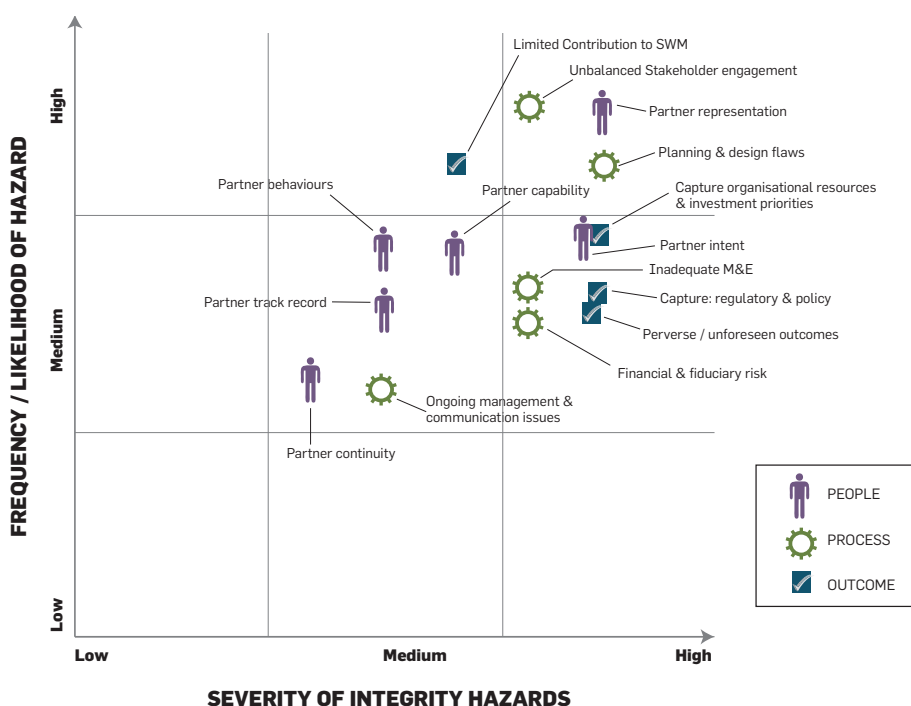 Limited Contribution to SWM
Unbalanced Stakeholder engagement
Partner representation
Planning & design flaws
Partner behaviours
Partner capability
Capture organisational resources
& investment priorities
Partner intent
Inadequate M&E
Partner track record
Capture: regulatory & policy
Perverse / unforeseen outcomes
Financial & fiduciary risk
Ongoing management &
communication issues
Partner continuity
FREQUENCY / LIKELIHOOD OF HAZARD
High
Medium
Low
Low
Medium
High
SEVERITY OF INTEGRITY HAZARDS
PEOPLE
PROCESS
OUTCOME